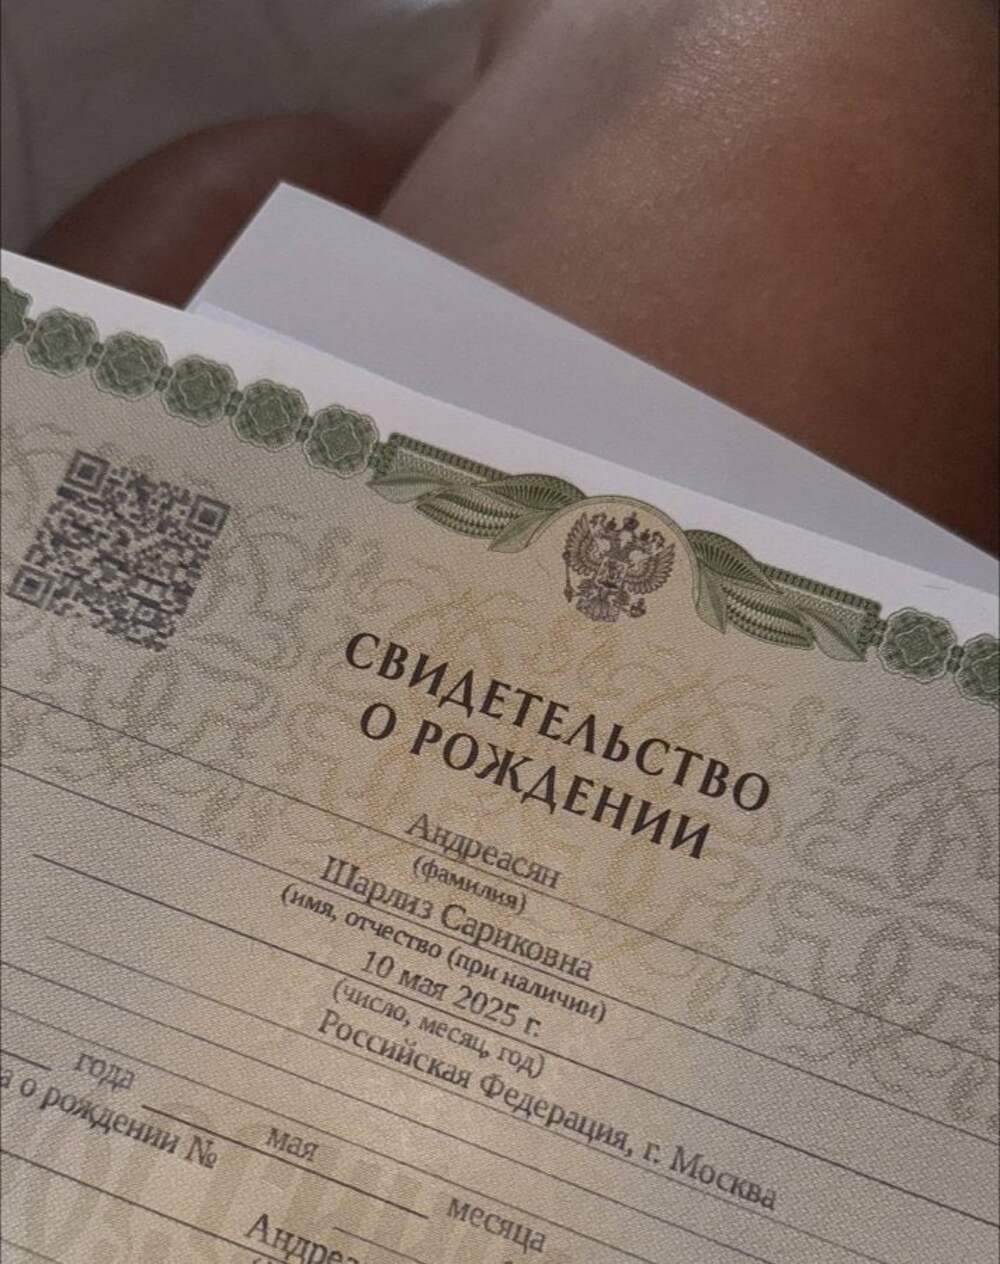 СВИДЕТЕЛЬСТВО
О РОЖДЕНИИ
Андреасян
(фамилия)
Шарлиз Сариковна
(имя, отчество (при наличии)
10 мая 2025 г.
(число, месяц, год)
Российская Федерация, г. Москва
года
мая
месяца
а о рождении №
Андреа